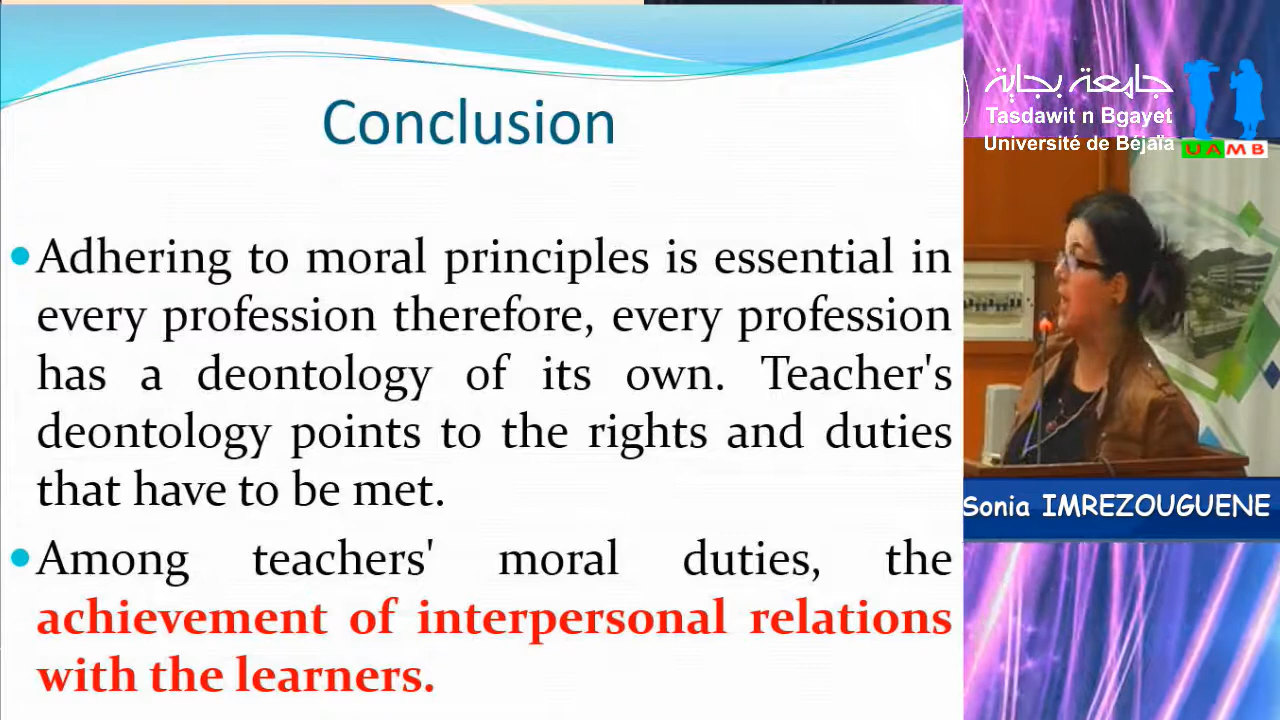 Conclusion
Adhering to moral principles is essential in
every profession therefore, every profession
has a deontology of its own. Teacher's
deontology points to the rights and duties
that have to be met.
Among teachers' moral duties, the
achievement of interpersonal relations
with the learners.
جامعة بجاية
Tasdawit n Bgayet
Université de Béjaïa
UAMB
Sonia IMREZOUGUENE